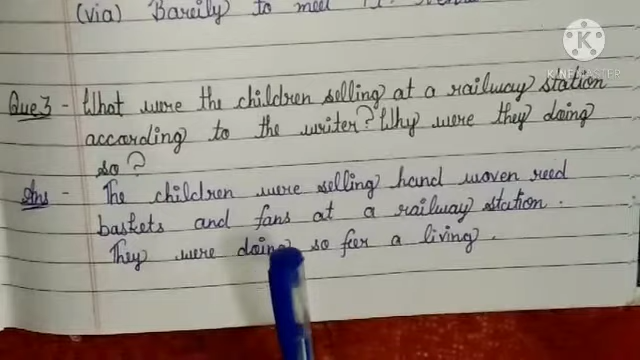 (via) Bareily to meet
KINEMASTER
Que3 - What were the children selling at a railway station
according to the writer? Why were they doing
so?
Ans - The children were selling hand woven reed
baskets and fans at a railway station.
They were doing so for a living.